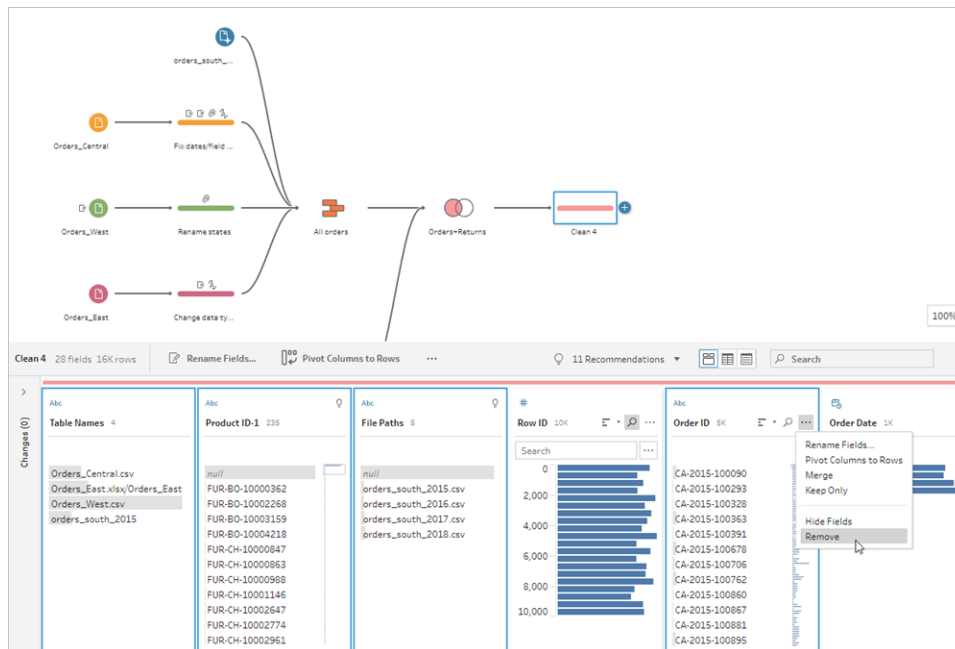 orders_south_...
Orders_Central
Fix dates/field ...
Orders_West
Rename states
All orders
Orders+Returns
Clean 4
Orders_East
Change data ty...
100%
Clean 4 28 fields 16K rows
Rename Fields...
Pivot Columns to Rows
...
11 Recommendations
Search
Changes (0)
Abc
Table Names 4
Orders_Central.csv
Orders_East.xlsx/Orders_East
Orders_West.csv
orders_south_2015
Abc
Product ID-1 235
null
FUR-BO-10000362
FUR-BO-10002268
FUR-BO-10003159
FUR-BO-10004218
FUR-CH-10000847
FUR-CH-10000863
FUR-CH-10000988
FUR-CH-10001146
FUR-CH-10002647
FUR-CH-10002774
FUR-CH-10002961
Abc
File Paths 5
null
orders_south_2015.csv
orders_south_2016.csv
orders_south_2017.csv
orders_south_2018.csv
#
Row ID 10K
Search
0
2,000
4,000
6,000
8,000
10,000
Abc
Order ID 5K
CA-2015-100090
CA-2015-100293
CA-2015-100328
CA-2015-100363
CA-2015-100391
CA-2015-100678
CA-2015-100706
CA-2015-100762
CA-2015-100860
CA-2015-100867
CA-2015-100881
CA-2015-100895
Order Date 1K
Rename Fields...
Pivot Columns to Rows
Merge
Keep Only
Hide Fields
Remove